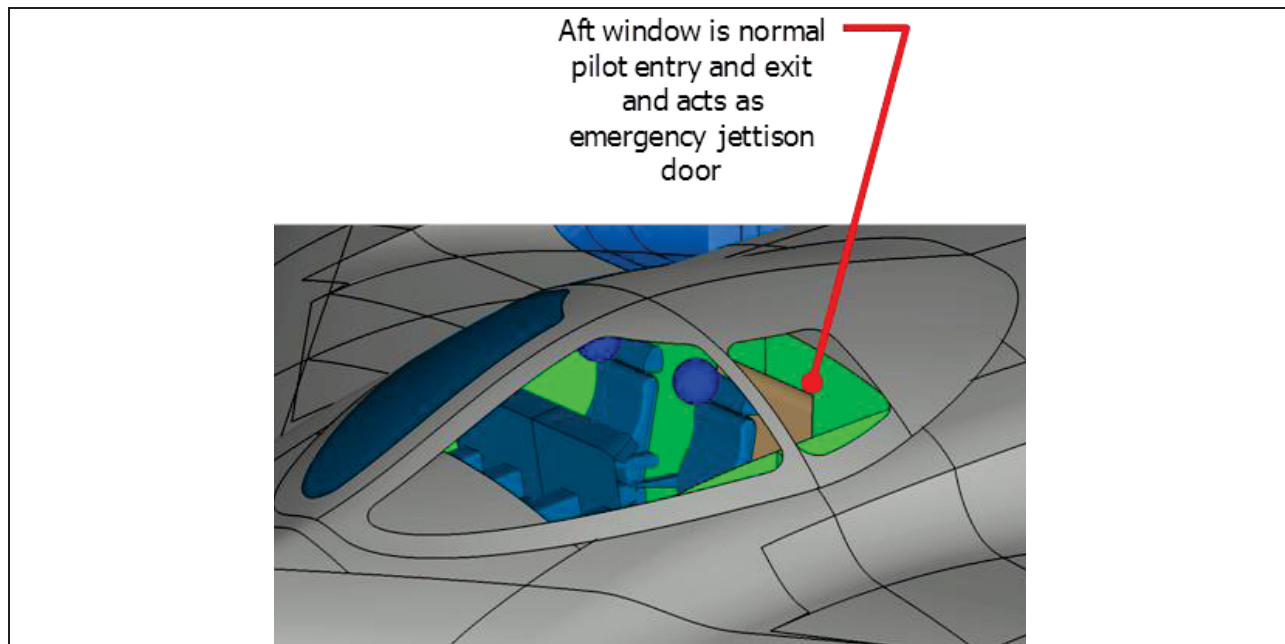 Aft window is normal
pilot entry and exit
and acts as
emergency jettison
door